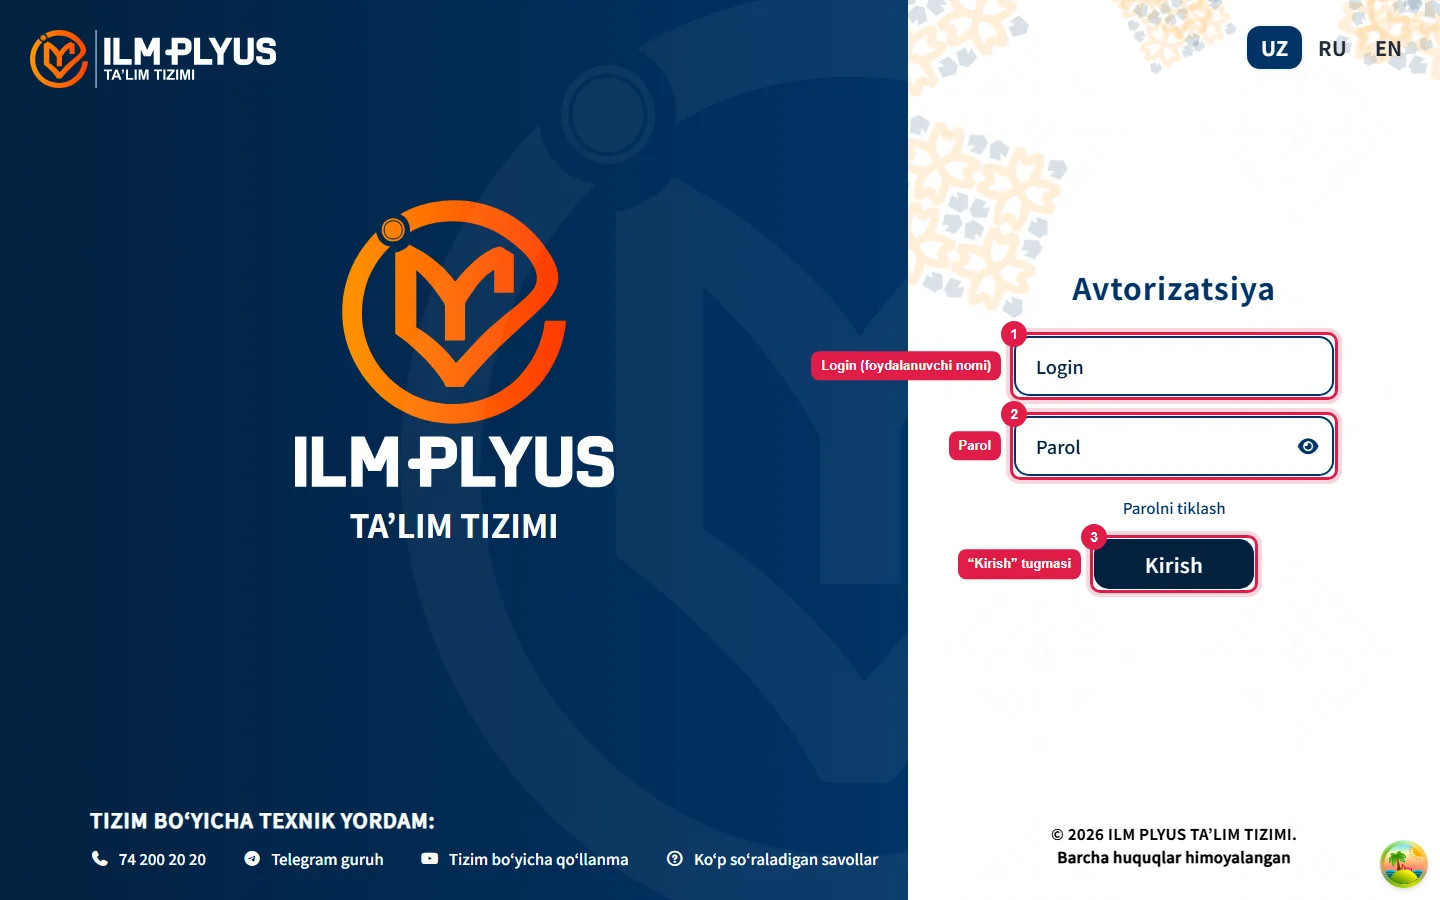 ILM-PLYUS
TA’LIM TIZIMI
UZ RU EN
ILM-PLYUS
TA’LIM TIZIMI
Avtorizatsiya
1
Login (foydalanuvchi nomi)
Login
2
Parol
Parol
Parolni tiklash
3
“Kirish” tugmasi
Kirish
TIZIM BO‘YICHA TEXNIK YORDAM:
74 200 20 20 Telegram guruh Tizim bo‘yicha qo‘llanma Ko‘p so‘raladigan savollar
© 2026 ILM PLYUS TA’LIM TIZIMI.
Barcha huquqlar himoyalangan